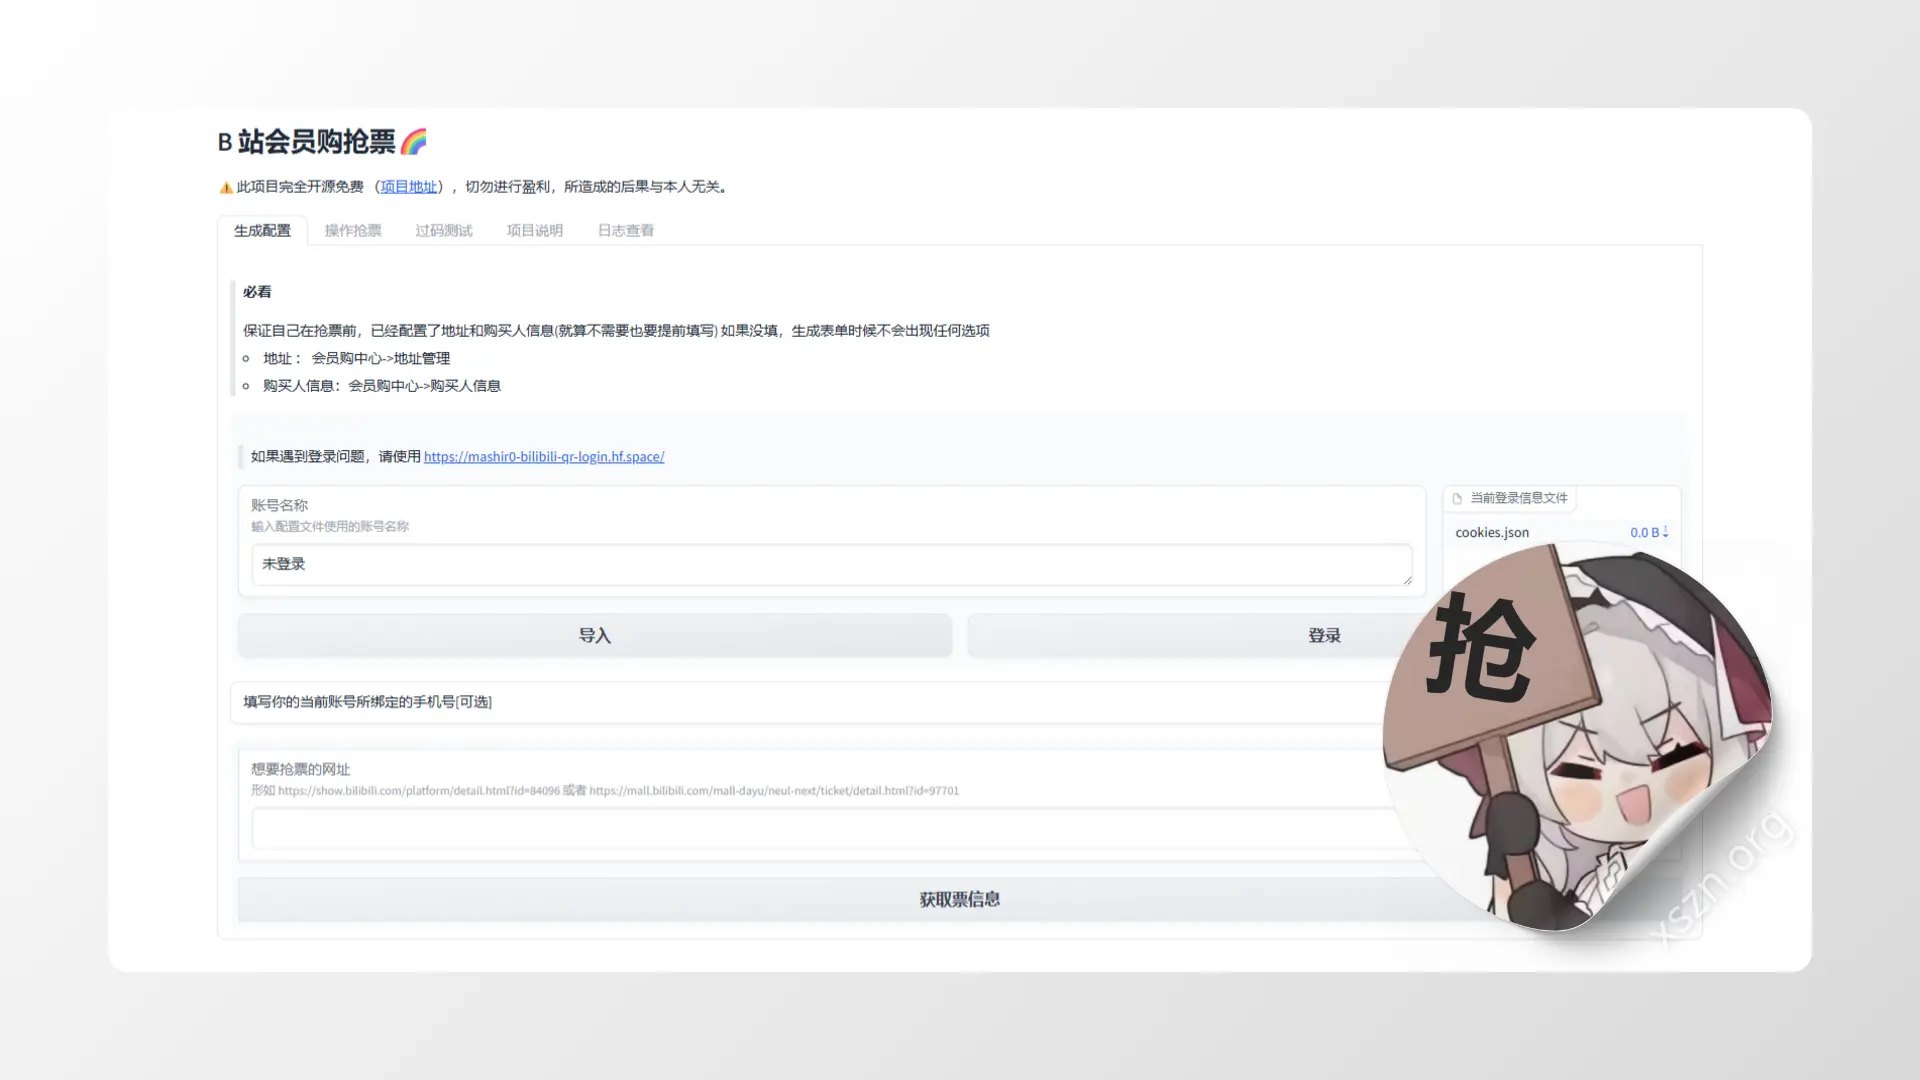 B 站会员购抢票🌈
⚠️此项目完全开源免费 （项目地址），切勿进行盈利，所造成的后果与本人无关。
生成配置 操作抢票 过码测试 项目说明 日志查看
必看
保证自己在抢票前，已经配置了地址和购买人信息(就算不需要也要提前填写) 如果没填，生成表单时候不会出现任何选项
地址： 会员购中心->地址管理
购买人信息：会员购中心->购买人信息
如果遇到登录问题，请使用 https://mashir0-bilibili-qr-login.hf.space/
账号名称
输入配置文件使用的账号名称
未登录
当前登录信息文件
cookies.json 0.0 B⇣
导入
登录
填写你的当前账号所绑定的手机号[可选]
想要抢票的网址
形如 https://show.bilibili.com/platform/detail.html?id=84096 或者 https://mall.bilibili.com/mall-dayu/neul-next/ticket/detail.html?id=97701
获取票信息
抢
xszn.org